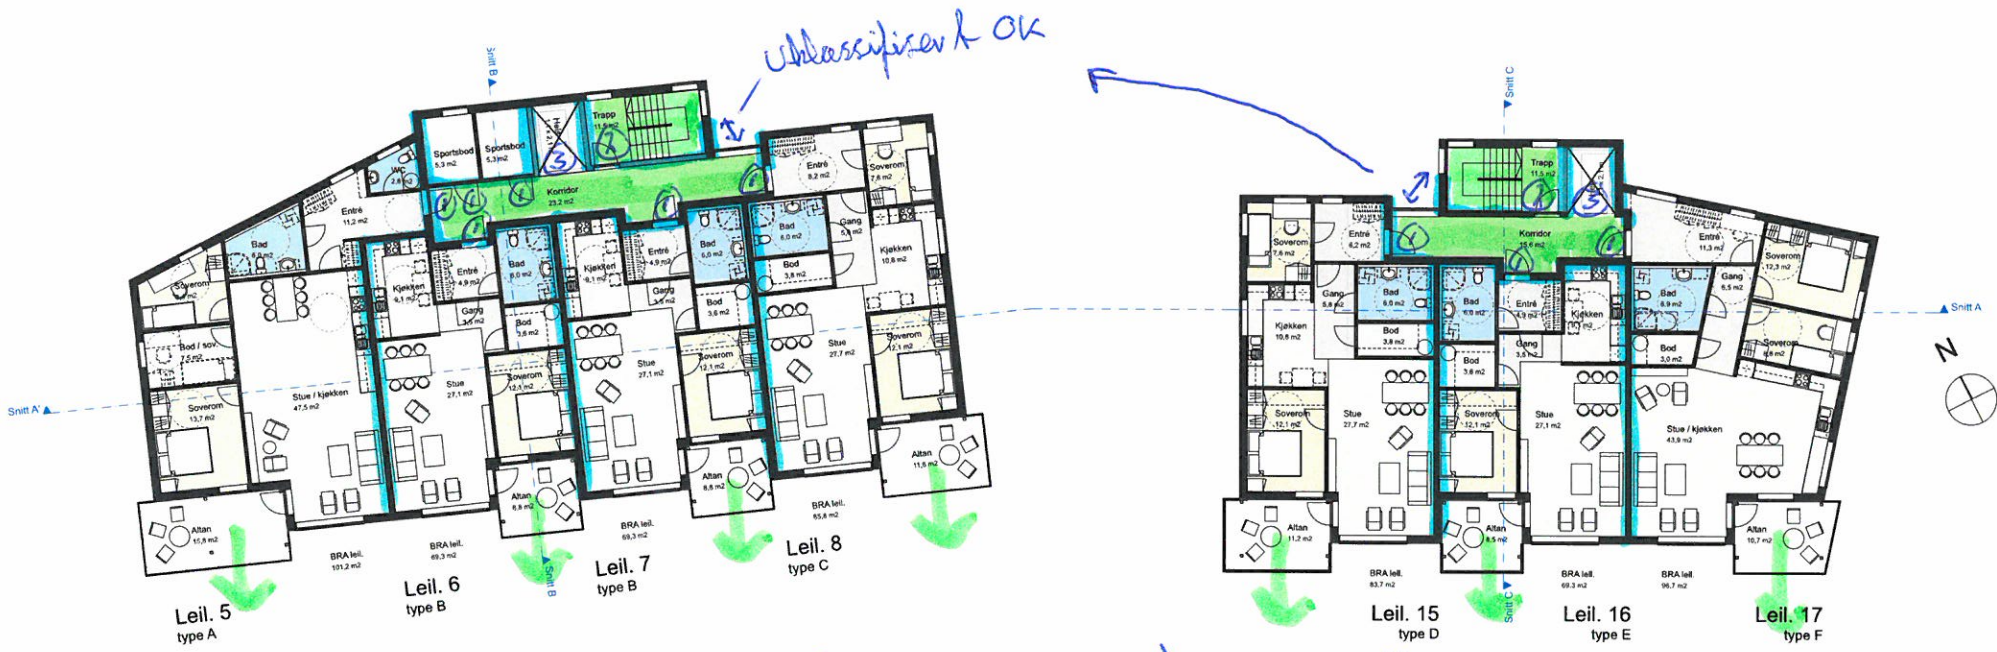 Uklassifisert OK
Snitt B
Snitt C
Trapp
11,5 m2
2
3
Sportsbod
5,3 m2
Sportsbod
5,3 m2
WC
Korridor
23,2 m2
Entré
8,2 m2
Soverom
7,6 m2
Entré
11,2 m2
Bad
Bad
6,0 m2
Entré
4,9 m2
Kjøkken
9,1 m2
Bad
6,0 m2
Kjøkken
9,1 m2
Entré
4,9 m2
Bad
6,0 m2
Gang
Kjøkken
10,8 m2
Soverom
Gang
Bod
3,6 m2
Gang
Bod
3,6 m2
Bod
3,8 m2
Bod / sov.
7,5 m2
Stue / kjøkken
47,5 m2
Stue
27,1 m2
Soverom
12,1 m2
Stue
27,1 m2
Soverom
12,1 m2
Stue
27,7 m2
Soverom
12,1 m2
Snitt A'
Soverom
13,7 m2
Altan
15,8 m2
Altan
Altan
Altan
11,6 m2
BRA leil.
101,2 m2
BRA leil.
69,3 m2
BRA leil.
69,3 m2
BRA leil.
Leil. 5
type A
Leil. 6
type B
Snitt B
Leil. 7
type B
Leil. 8
type C
Trapp
11,5 m2
3
Soverom
7,6 m2
Entré
Korridor
15,6 m2
Entré
11,3 m2
Soverom
12,3 m2
Gang
Bad
6,0 m2
Bad
6,0 m2
Entré
4,9 m2
Kjøkken
Bad
Gang
Kjøkken
Bod
3,8 m2
Gang
Bod
3,6 m2
Bod
3,0 m2
Soverom
Snitt A
N
Soverom
12,1 m2
Stue
27,7 m2
Soverom
12,1 m2
Stue
27,1 m2
Stue / kjøkken
43,9 m2
Altan
11,2 m2
Altan
8,5 m2
Altan
10,7 m2
BRA leil.
83,7 m2
BRA leil.
69,3 m2
BRA leil.
96,7 m2
Snitt C
Leil. 15
type D
Leil. 16
type E
Leil. 17
type F